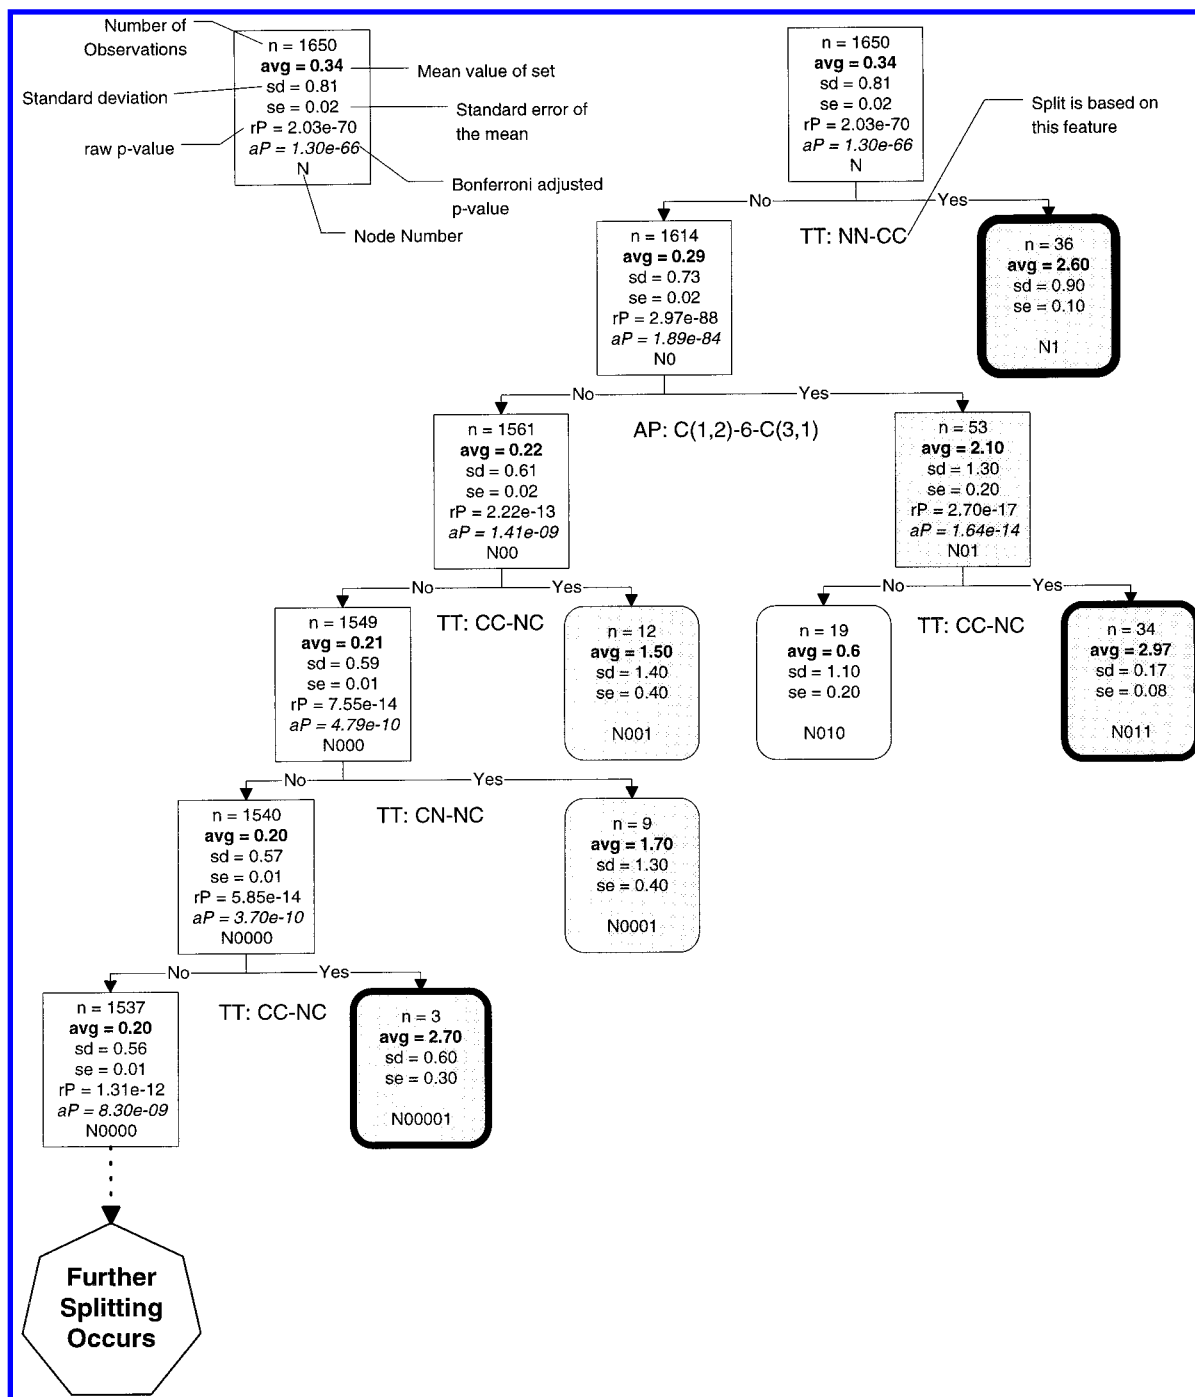 Number of
Observations
n = 1650
avg = 0.34
sd = 0.81
se = 0.02
rP = 2.03e-70
aP = 1.30e-66
N
Mean value of set
Standard deviation
Standard error of
the mean
raw p-value
Bonferroni adjusted
p-value
Node Number
n = 1650
avg = 0.34
sd = 0.81
se = 0.02
rP = 2.03e-70
aP = 1.30e-66
N
Split is based on
this feature
No
Yes
TT: NN-CC
n = 1614
avg = 0.29
sd = 0.73
se = 0.02
rP = 2.97e-88
aP = 1.89e-84
N0
n = 36
avg = 2.60
sd = 0.90
se = 0.10
N1
No
Yes
AP: C(1,2)-6-C(3,1)
n = 1561
avg = 0.22
sd = 0.61
se = 0.02
rP = 2.22e-13
aP = 1.41e-09
N00
n = 53
avg = 2.10
sd = 1.30
se = 0.20
rP = 2.70e-17
aP = 1.64e-14
N01
No
Yes
TT: CC-NC
No
Yes
TT: CC-NC
n = 1549
avg = 0.21
sd = 0.59
se = 0.01
rP = 7.55e-14
aP = 4.79e-10
N000
n = 12
avg = 1.50
sd = 1.40
se = 0.40
N001
n = 19
avg = 0.6
sd = 1.10
se = 0.20
N010
n = 34
avg = 2.97
sd = 0.17
se = 0.08
N011
No
Yes
TT: CN-NC
n = 1540
avg = 0.20
sd = 0.57
se = 0.01
rP = 5.85e-14
aP = 3.70e-10
N0000
n = 9
avg = 1.70
sd = 1.30
se = 0.40
N0001
No
Yes
TT: CC-NC
n = 1537
avg = 0.20
sd = 0.56
se = 0.01
rP = 1.31e-12
aP = 8.30e-09
N0000
n = 3
avg = 2.70
sd = 0.60
se = 0.30
N00001
Further
Splitting
Occurs